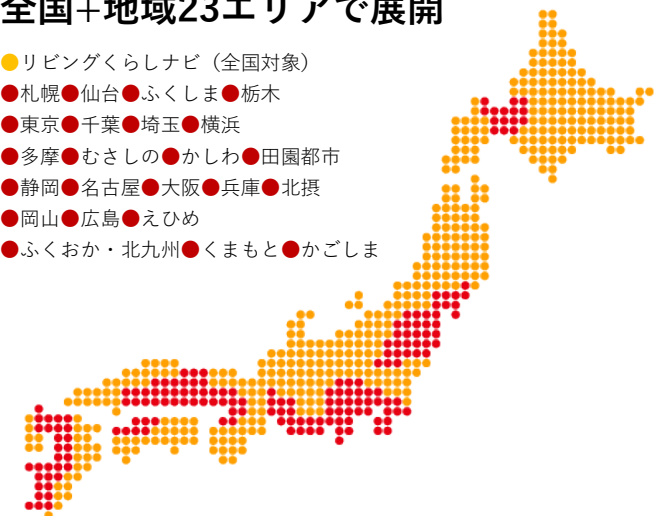 全国+地域23エリアで展開
●リビングくらしナビ（全国対象）
●札幌●仙台●ふくしま●栃木
●東京●千葉●埼玉●横浜
●多摩●むさしの●かしわ●田園都市
●静岡●名古屋●大阪●兵庫●北摂
●岡山●広島●えひめ
●ふくおか・北九州●くまもと●かごしま